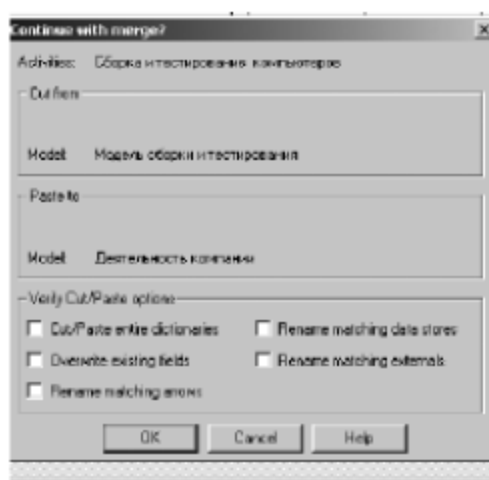 Continue with merge?
Activities: Сборка и тестирование компьютеров
Cut from
Model: Модель сборки и тестирования
Paste to
Model: Деятельность компании
Verify Cut/Paste options
Cut/Paste entire dictionaries
Rename matching data stores
Overwrite existing fields
Rename matching externals
Rename matching arrows
OK Cancel Help